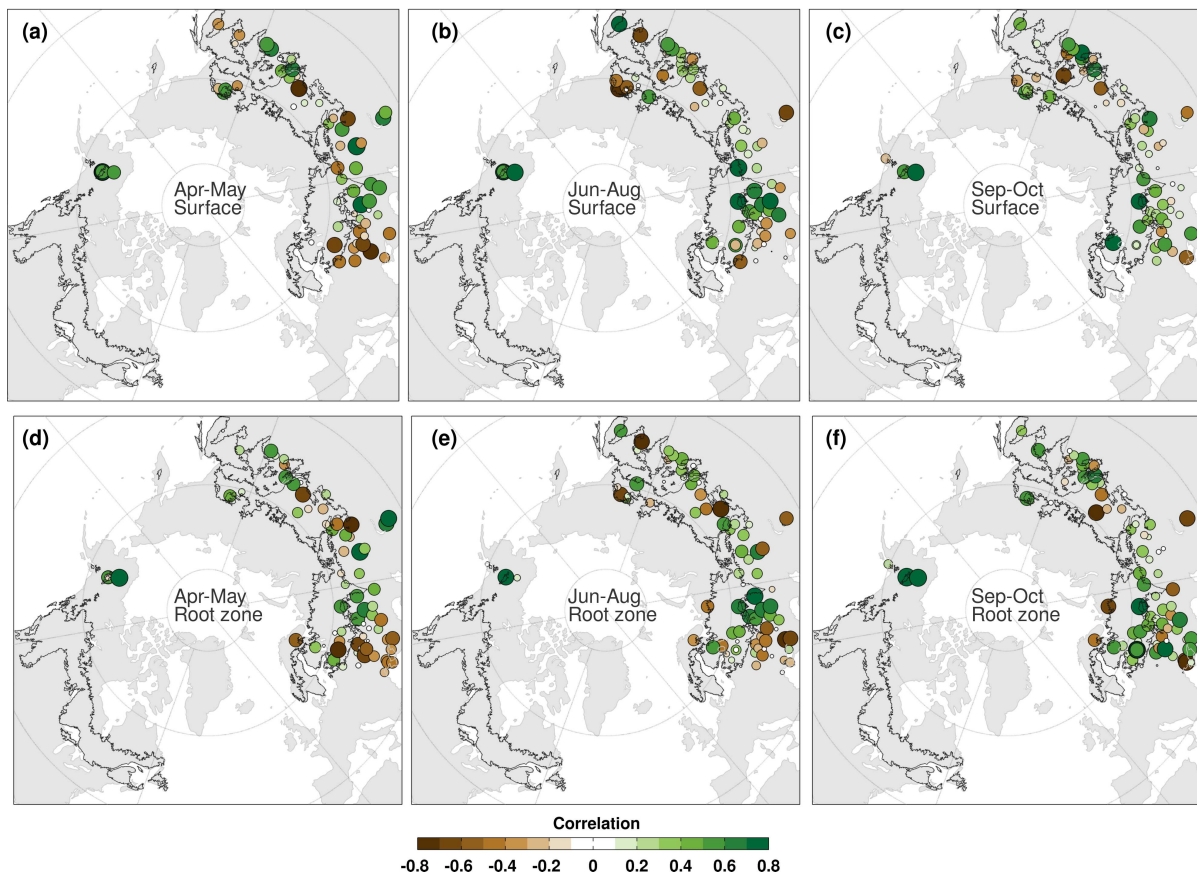 (a)
Apr-May
Surface
(b)
Jun-Aug
Surface
(c)
Sep-Oct
Surface
(d)
Apr-May
Root zone
(e)
Jun-Aug
Root zone
(f)
Sep-Oct
Root zone
Correlation
-0.8 -0.6 -0.4 -0.2 0 0.2 0.4 0.6 0.8